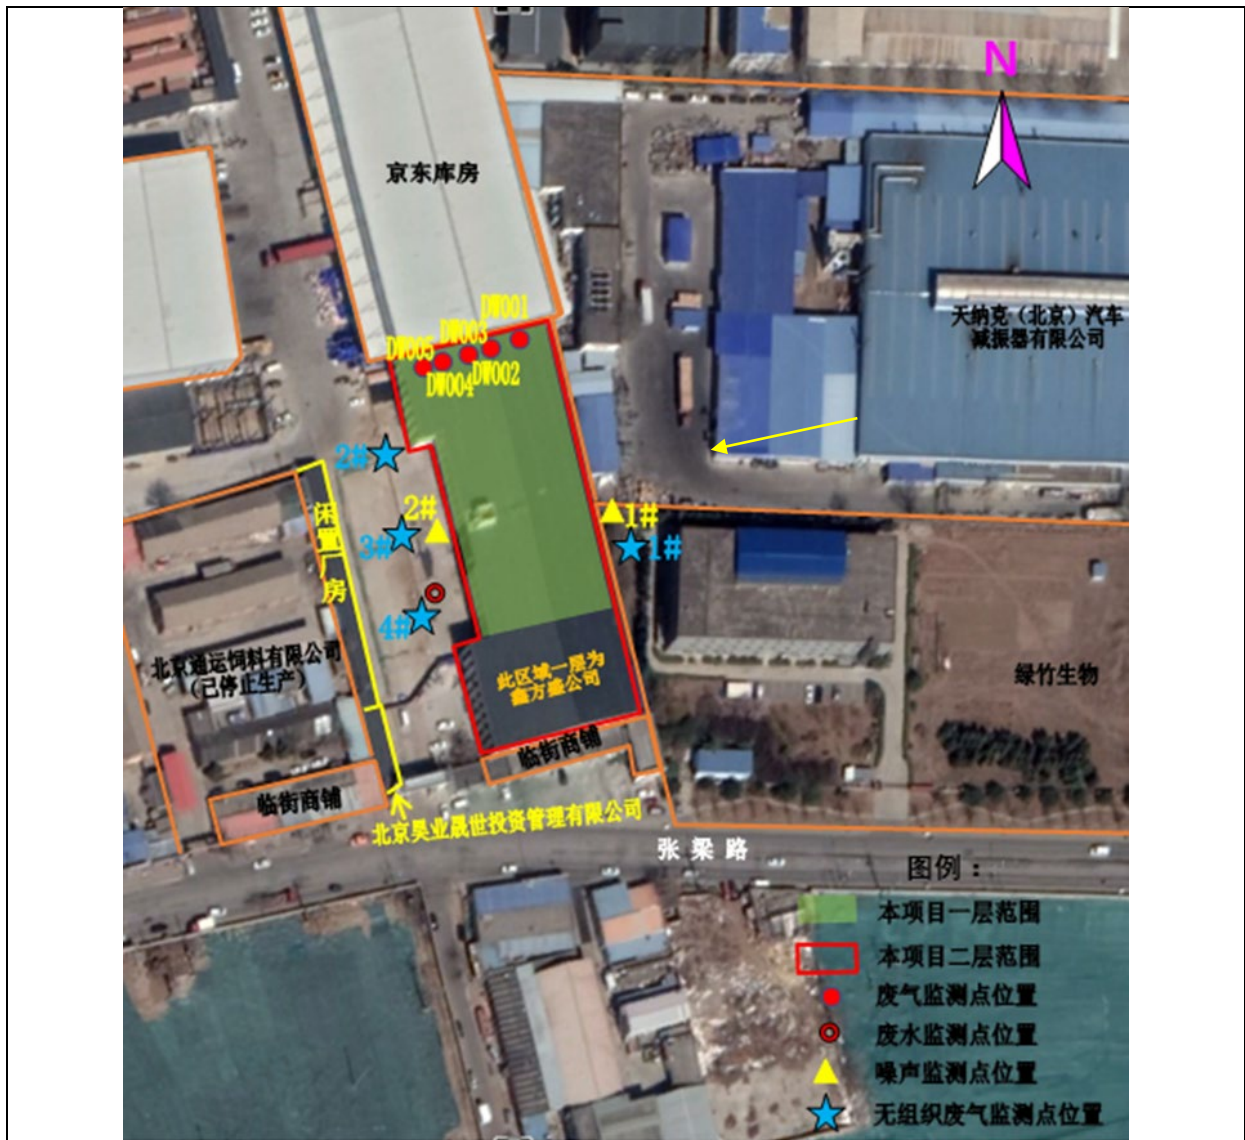 N
京东库房
天纳克（北京）汽车
减振器有限公司
DW001
DW003
DW005
DW002
DW004
2#
2#
1#
3#
1#
4#
闲置厂房
北京通运饲料有限公司
（已停止生产）
此区域一层为
鑫方盛公司
绿竹生物
临街商铺
临街商铺
北京昊业晟世投资管理有限公司
张梁路
图例：
本项目一层范围
本项目二层范围
废气监测点位置
废水监测点位置
噪声监测点位置
无组织废气监测点位置